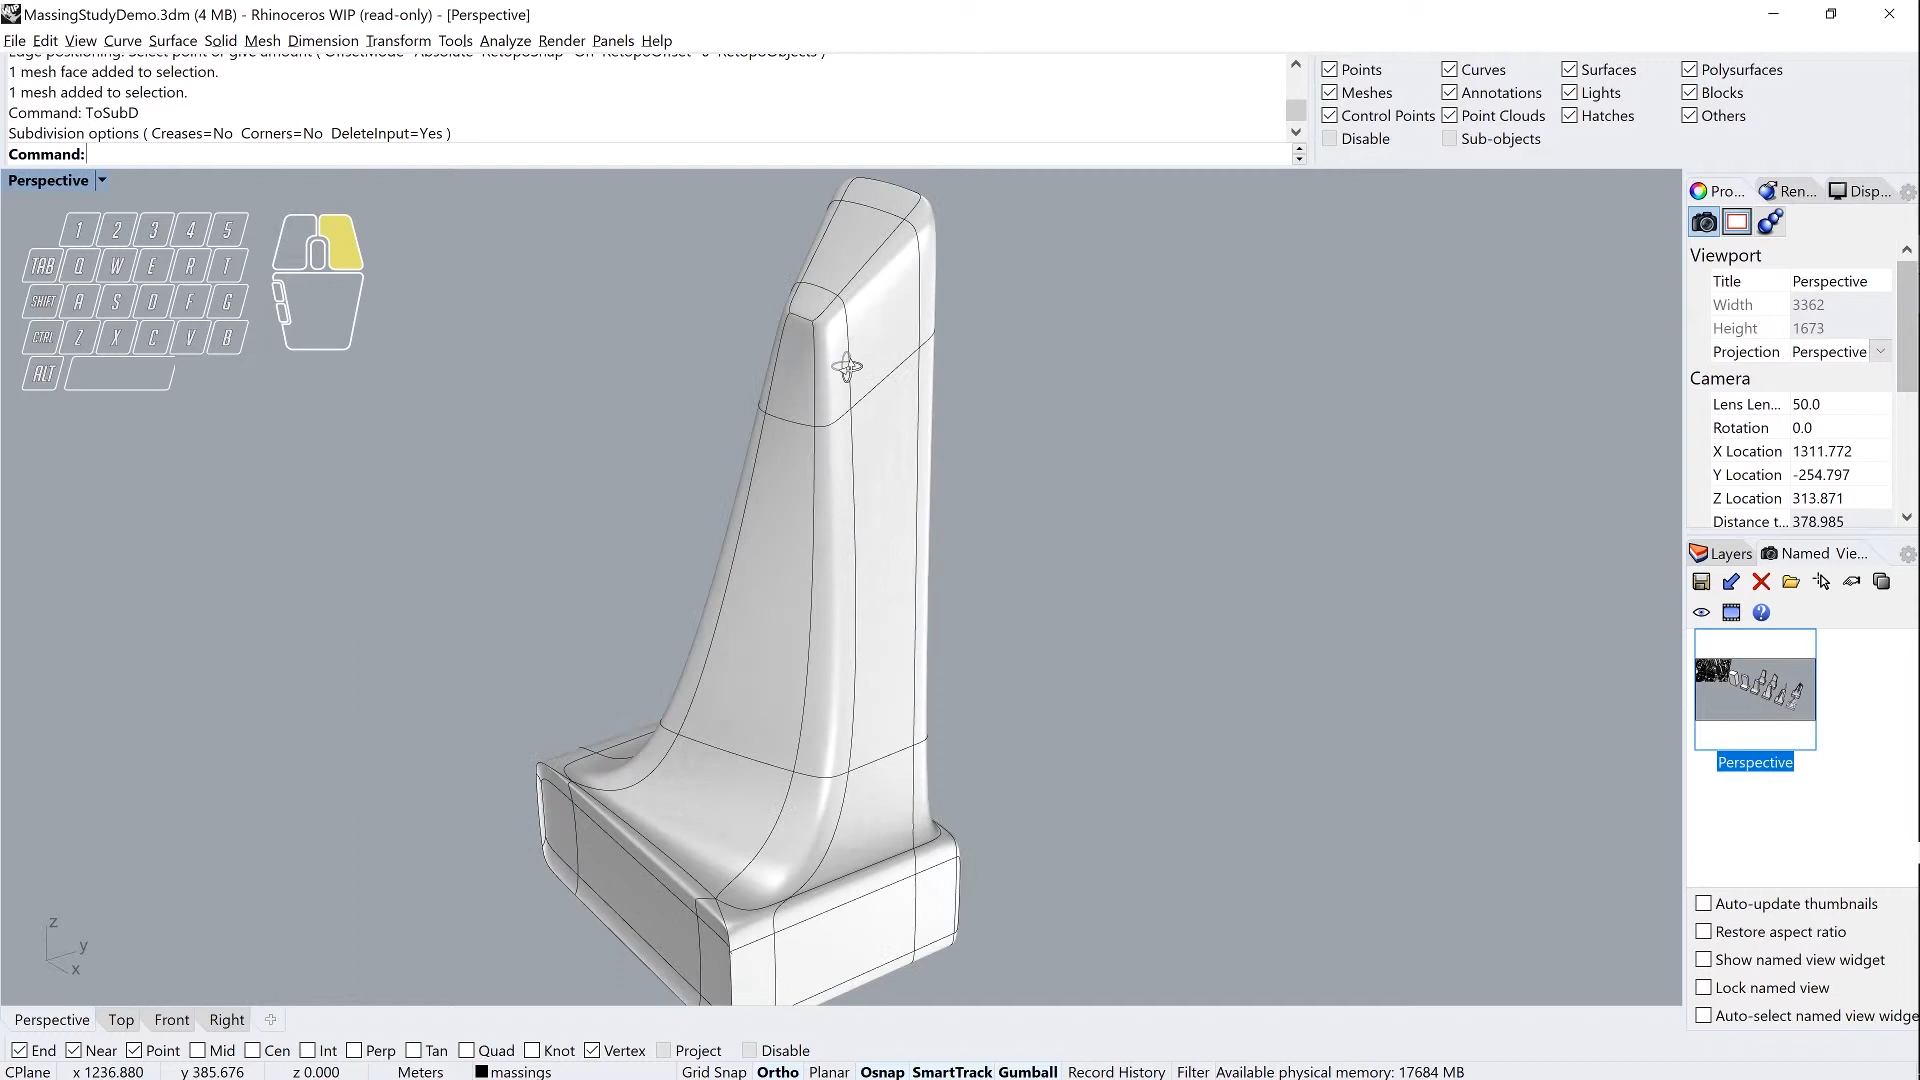 MassingStudyDemo.3dm (4 MB) - Rhinoceros WIP (read-only) - [Perspective]
File Edit View Curve Surface Solid Mesh Dimension Transform Tools Analyze Render Panels Help
1 mesh face added to selection.
1 mesh added to selection.
Command: ToSubD
Subdivision options ( Creases=No Corners=No DeleteInput=Yes )
Command:
Points Curves Surfaces Polysurfaces
Meshes Annotations Lights Blocks
Control Points Point Clouds Hatches Others
Disable Sub-objects
Perspective
1 2 3 4 5
TAB Q W E R T
SHIFT A S D F G
CTRL Z X C V B
ALT
z
y
x
Pro... Ren... Disp...
Viewport
Title Perspective
Width 3362
Height 1673
Projection Perspective
Camera
Lens Len... 50.0
Rotation 0.0
X Location 1311.772
Y Location -254.797
Z Location 313.871
Distance t... 378.985
Layers Named Vie...
Perspective
Auto-update thumbnails
Restore aspect ratio
Show named view widget
Lock named view
Auto-select named view widge
Perspective Top Front Right
End Near Point Mid Cen Int Perp Tan Quad Knot Vertex Project Disable
CPlane x 1236.880 y 385.676 z 0.000 Meters massings Grid Snap Ortho Planar Osnap SmartTrack Gumball Record History Filter Available physical memory: 17684 MB